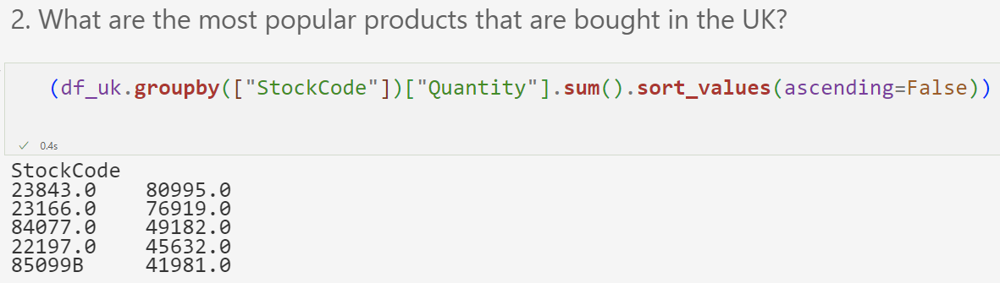 2. What are the most popular products that are bought in the UK?
(df_uk.groupby(["StockCode"])["Quantity"].sum().sort_values(ascending=False))
✓ 0.4s
StockCode
23843.0    80995.0
23166.0    76919.0
84077.0    49182.0
22197.0    45632.0
85099B     41981.0